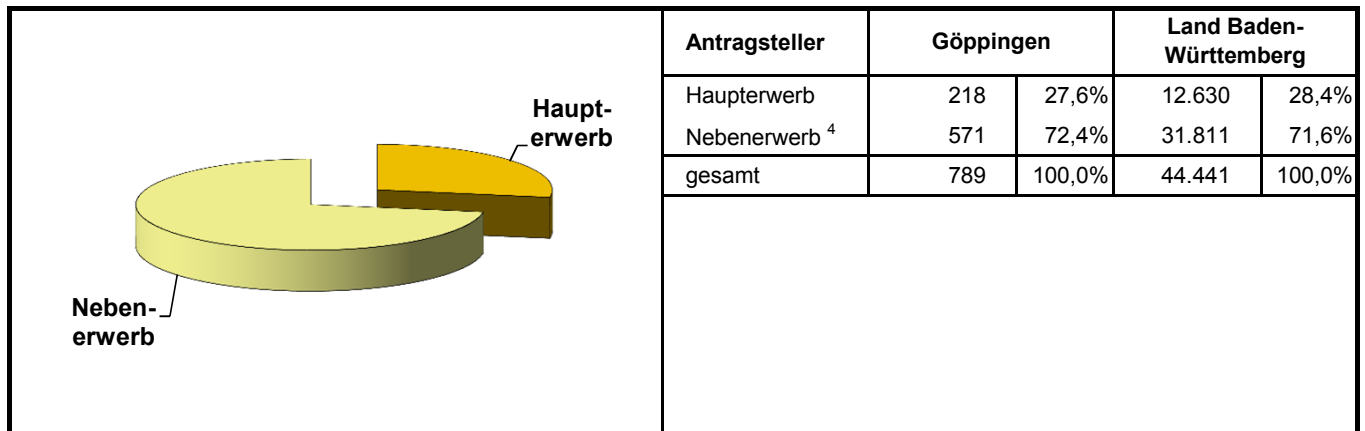 Haupt-
erwerb
Neben-
erwerb
Antragsteller Göppingen Land Baden-
Württemberg
Haupterwerb 218 27,6% 12.630 28,4%
Nebenerwerb 4 571 72,4% 31.811 71,6%
gesamt 789 100,0% 44.441 100,0%